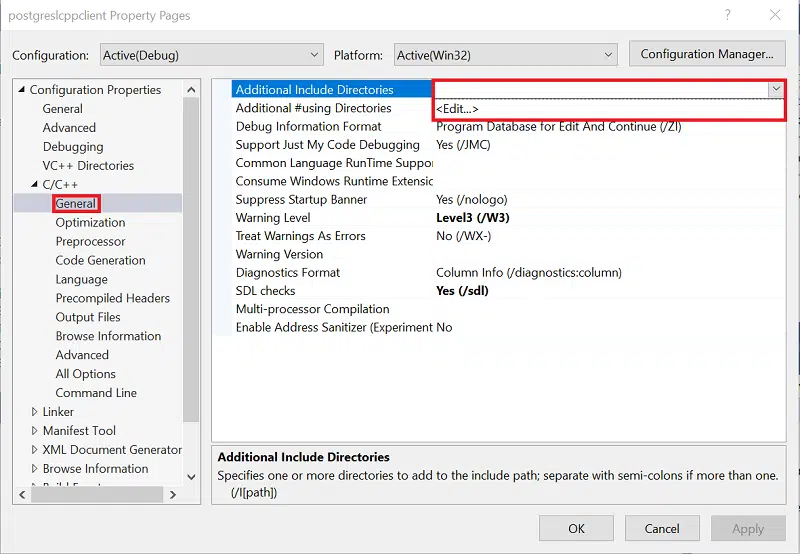 postgreslcppclient Property Pages
Configuration: Active(Debug) Platform: Active(Win32) Configuration Manager...
Configuration Properties
General
Advanced
Debugging
VC++ Directories
C/C++
General
Optimization
Preprocessor
Code Generation
Language
Precompiled Headers
Output Files
Browse Information
Advanced
All Options
Command Line
Linker
Manifest Tool
XML Document Generator
Browse Information
Additional Include Directories
<Edit...>
Additional #using Directories
Debug Information Format Program Database for Edit And Continue (/ZI)
Support Just My Code Debugging Yes (/JMC)
Common Language RunTime Suppor
Consume Windows Runtime Extensic
Suppress Startup Banner Yes (/nologo)
Warning Level Level3 (/W3)
Treat Warnings As Errors No (/WX-)
Warning Version
Diagnostics Format Column Info (/diagnostics:column)
SDL checks Yes (/sdl)
Multi-processor Compilation
Enable Address Sanitizer (Experiment No
Additional Include Directories
Specifies one or more directories to add to the include path; separate with semi-colons if more than one.
(/I[path])
OK Cancel Apply